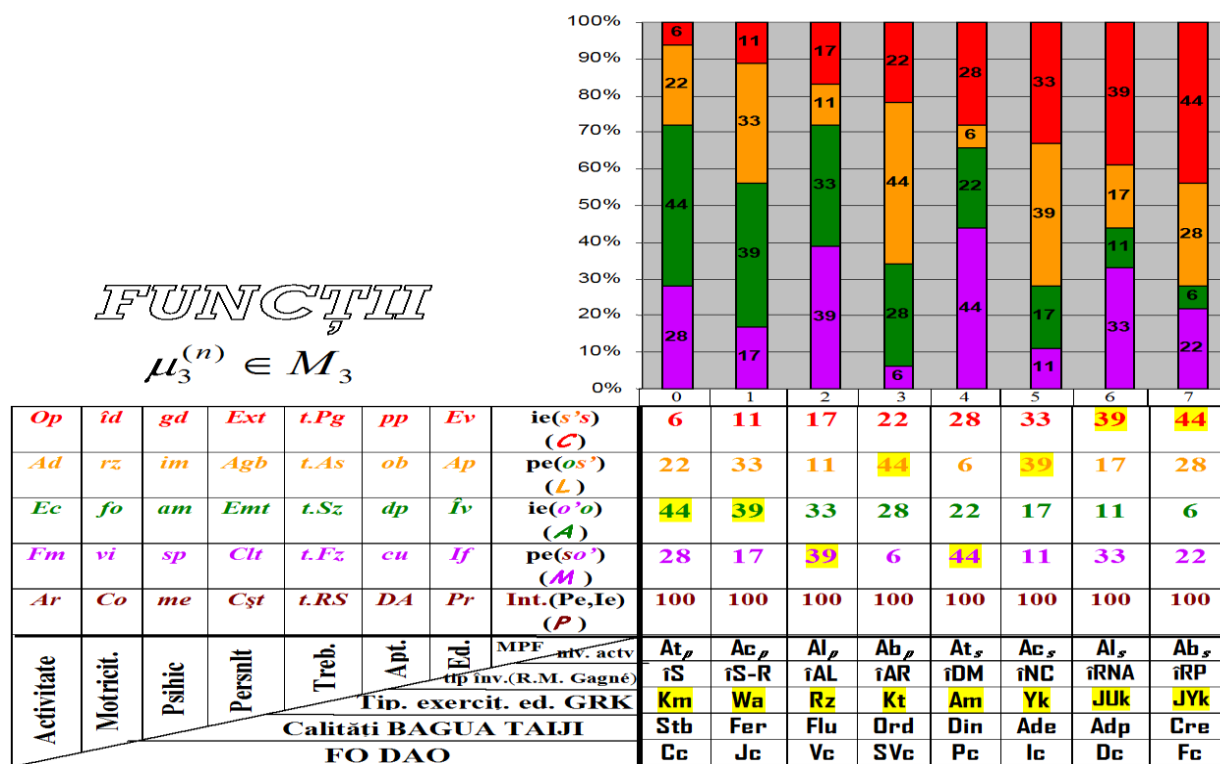 100%
90%
80%
70%
60%
50%
40%
30%
20%
10%
0%
6 11 17 22 28 33 39 44
22 33 11 44 6 39 17 28
44 39 33 28 22 17 11 6
28 17 39 6 44 11 33 22
0 1 2 3 4 5 6 7
FUNCȚII
μ₃⁽ⁿ⁾ ∈ M₃
Op îd gd Ext t.Pg pp Ev ie(s's) 6 11 17 22 28 33 39 44
(C)
Ad rz im Agb t.As ob Ap pe(os') 22 33 11 44 6 39 17 28
(L)
Ec fo am Emt t.Sz dp Îv ie(o'o) 44 39 33 28 22 17 11 6
(A)
Fm vi sp Clt t.Fz cu If pe(so') 28 17 39 6 44 11 33 22
(M)
Ar Co me Cşt t.RS DA Pr Int.(Pe,Ie) 100 100 100 100 100 100 100 100
(P)
Activitate Motricit. Psihic Persnlt Treb. Apt. Ed.
MPF niv. actv Atp Acp Alp Abp Ats Acs Als Abs
tip înv.(R.M. Gagné) îS îS-R îAL îAR îDM îNC îRNA îRP
Tip. exercit. ed. GRK Km Wa Rz Kt Am Yk JUk JYk
Calităţi BAGUA TAIJI Stb Fer Flu Ord Din Ade Adp Cre
FO DAO Cc Jc Vc SVc Pc Ic Dc Fc